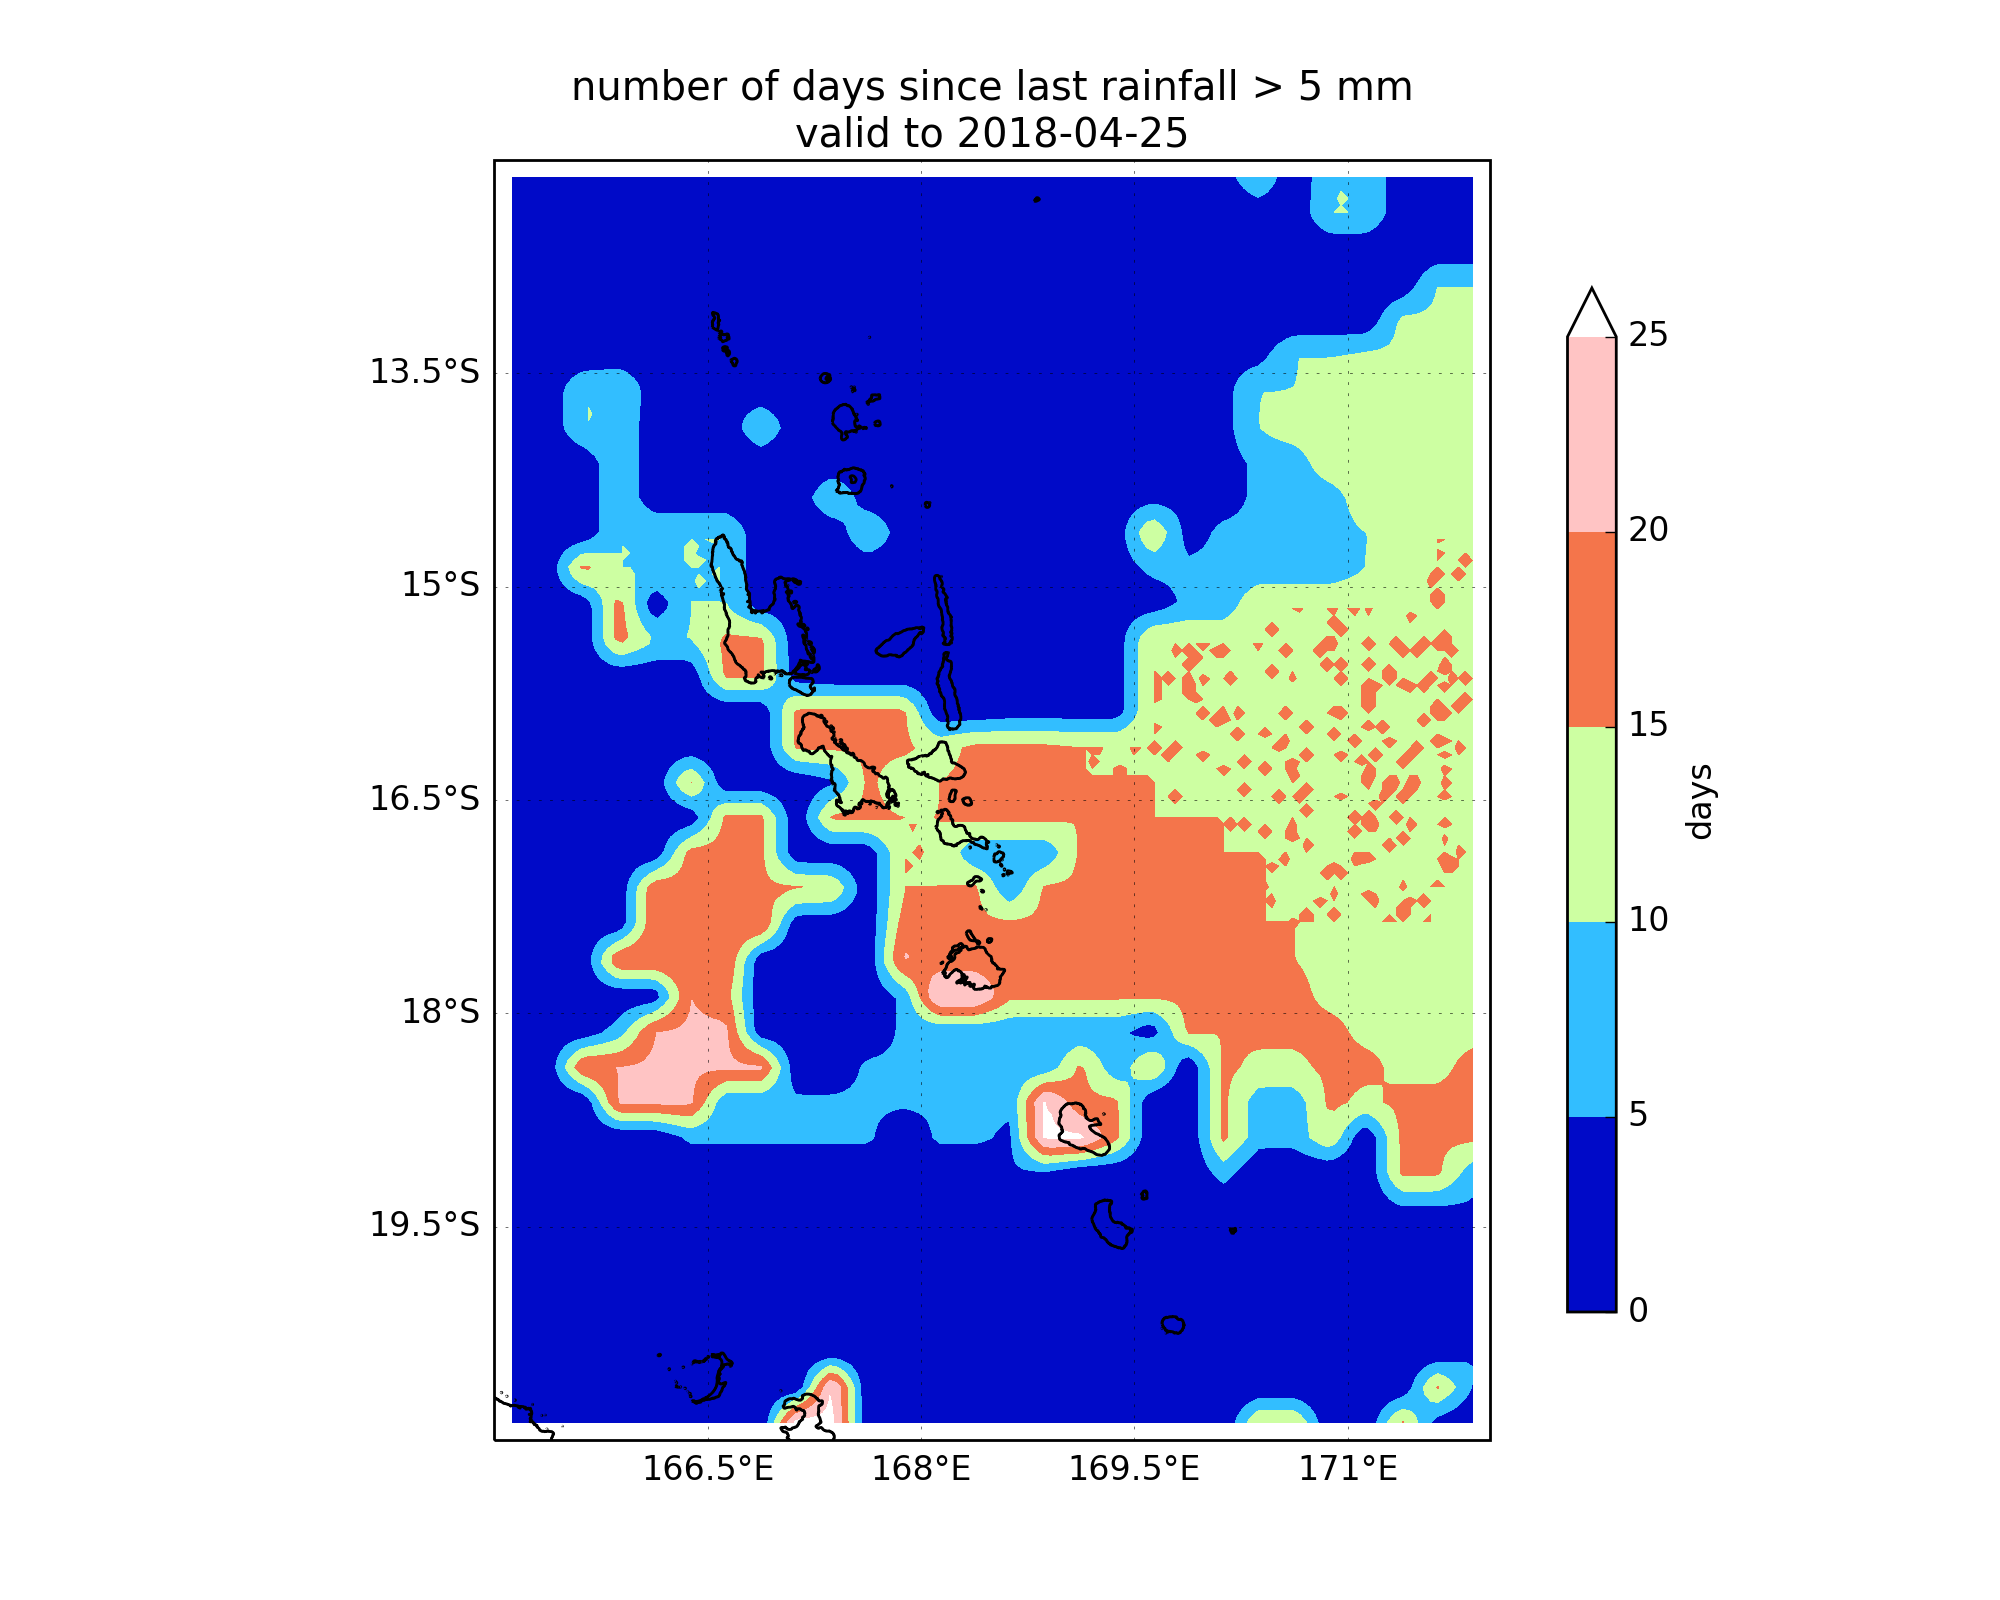 number of days since last rainfall > 5 mm
valid to 2018-04-25
13.5°S
15°S
16.5°S
18°S
19.5°S
166.5°E 168°E 169.5°E 171°E
25
20
15
10
5
0
days